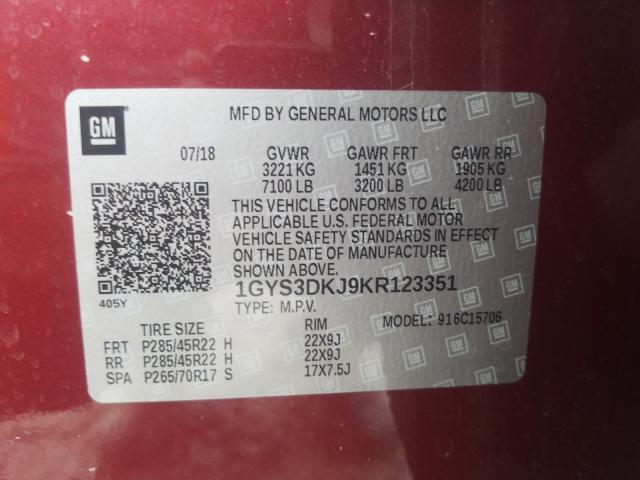 GM
MFD BY GENERAL MOTORS LLC
07/18 GVWR GAWR FRT GAWR RR
3221 KG 1451 KG 1905 KG
7100 LB 3200 LB 4200 LB
THIS VEHICLE CONFORMS TO ALL
APPLICABLE U.S. FEDERAL MOTOR
VEHICLE SAFETY STANDARDS IN EFFECT
ON THE DATE OF MANUFACTURE
SHOWN ABOVE.
1GYS3DKJ9KR123351
405Y
TYPE: M.P.V. MODEL: 916C15706
TIRE SIZE RIM
FRT P285/45R22 H 22X9J
RR P285/45R22 H 22X9J
SPA P265/70R17 S 17X7.5J